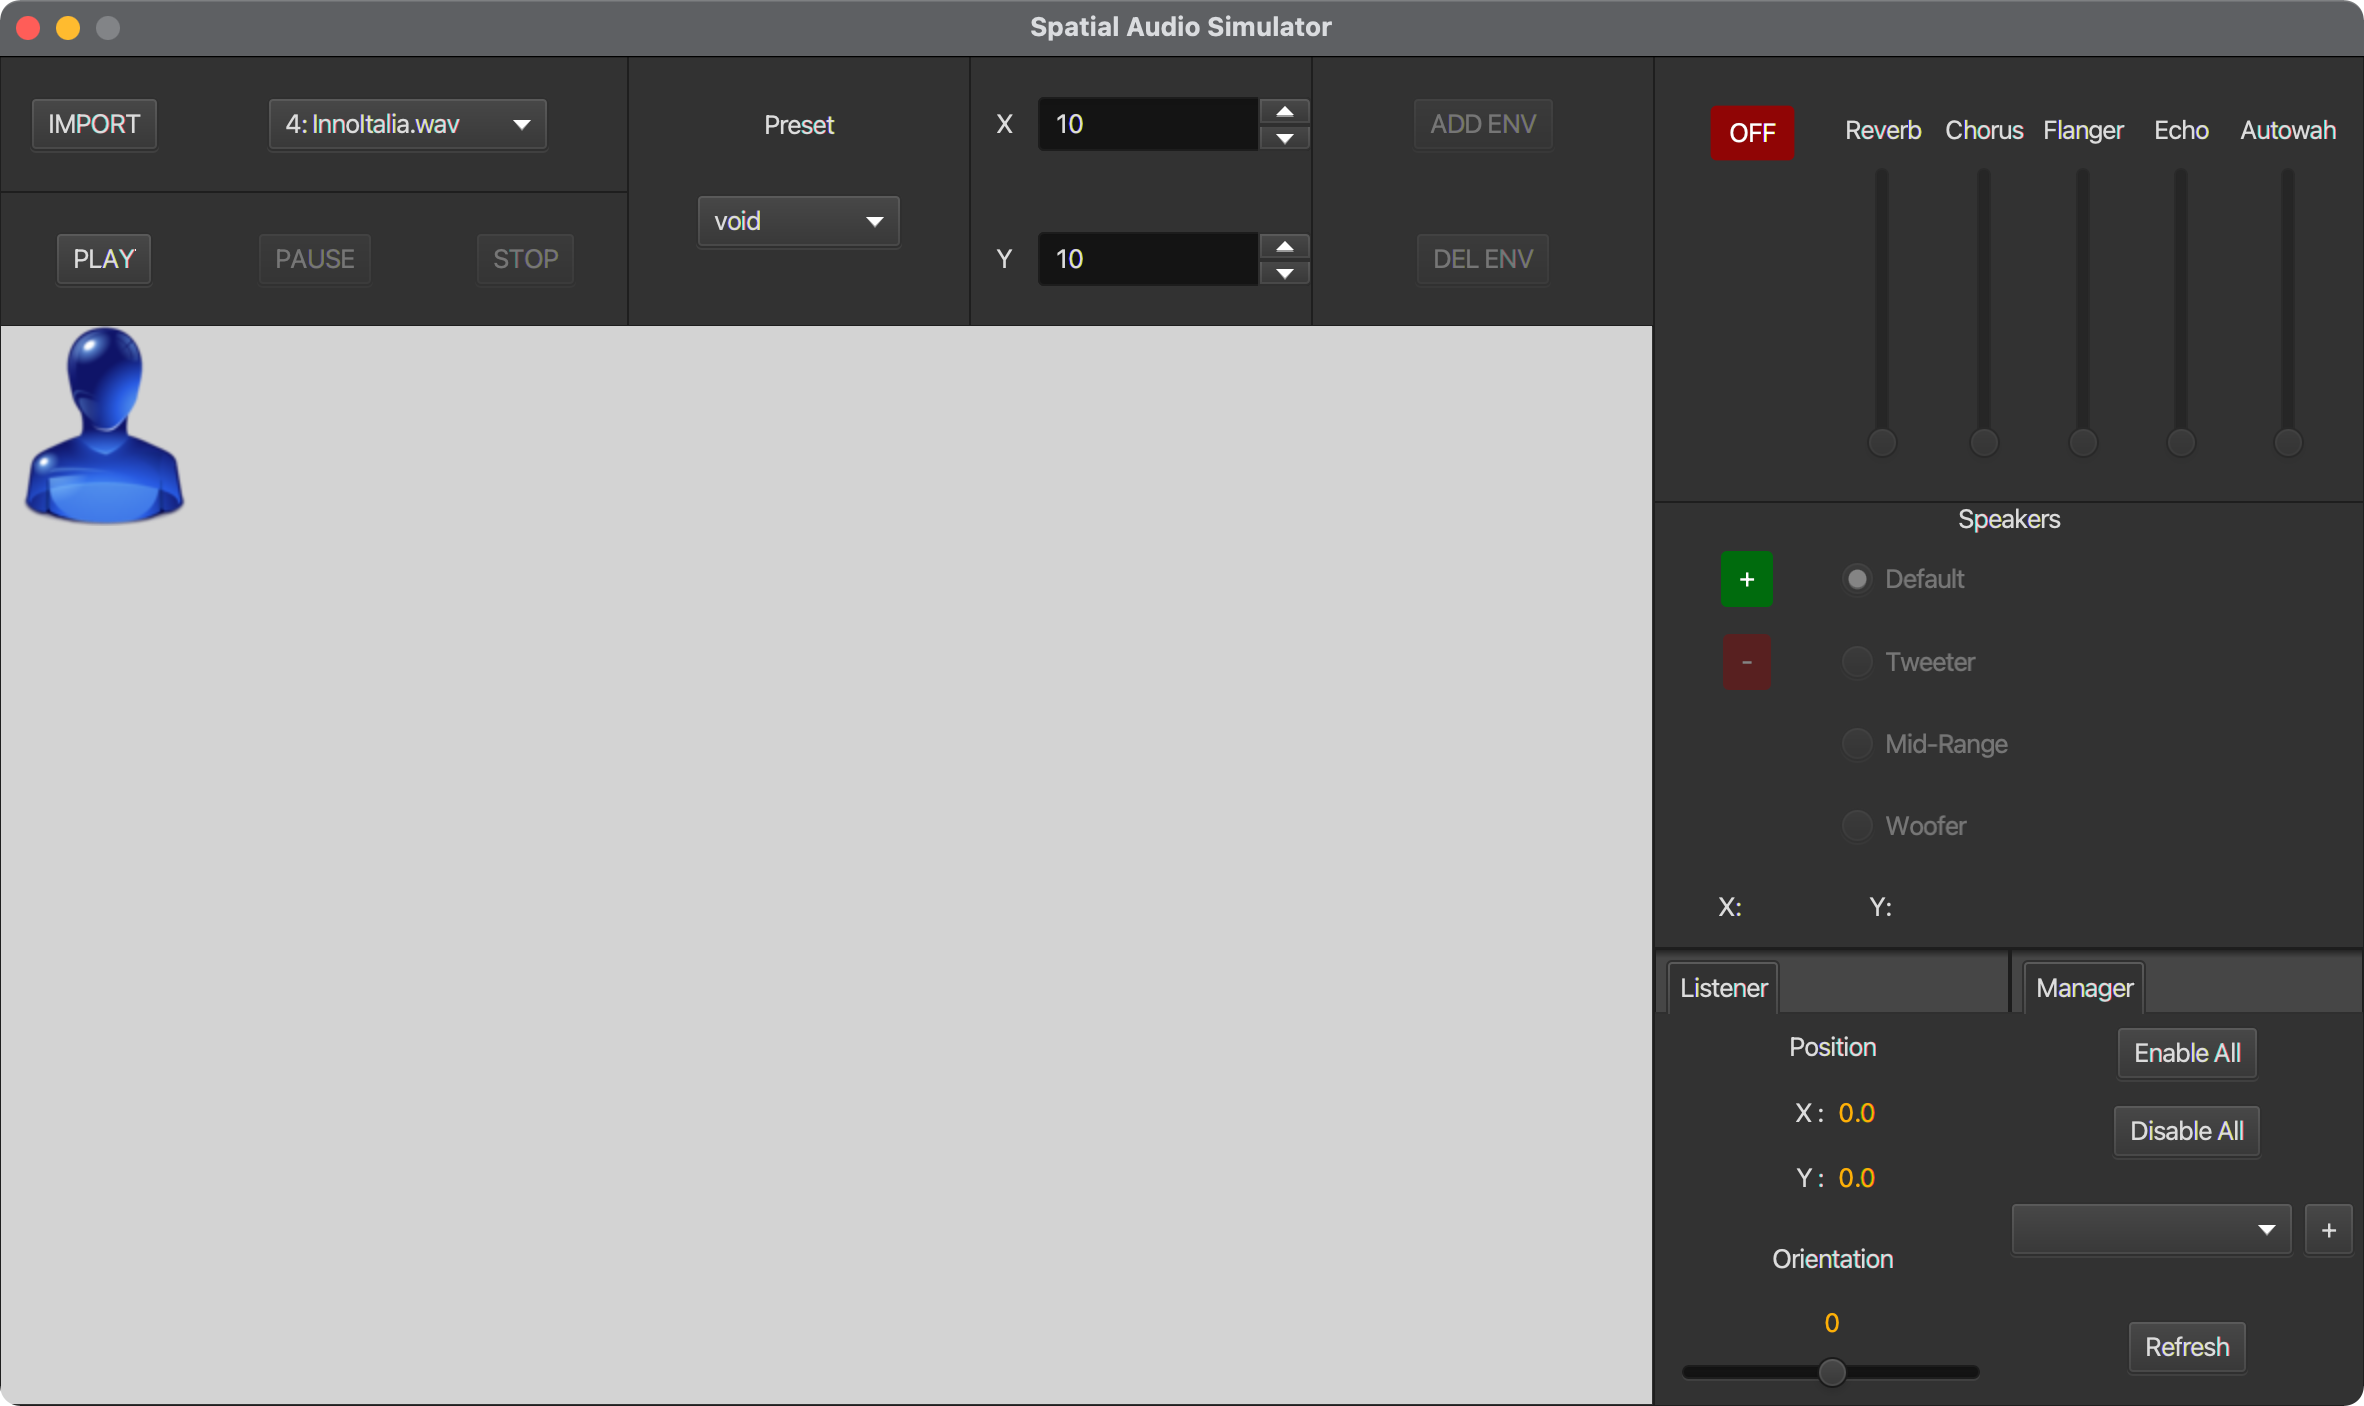 Spatial Audio Simulator
IMPORT
4: InnoItalia.wav
PLAY
PAUSE
STOP
Preset
void
X
10
Y
10
ADD ENV
DEL ENV
OFF
Reverb
Chorus
Flanger
Echo
Autowah
Speakers
+
Default
-
Tweeter
Mid-Range
Woofer
X:
Y:
Listener
Position
X : 0.0
Y : 0.0
Orientation
0
Manager
Enable All
Disable All
+
Refresh